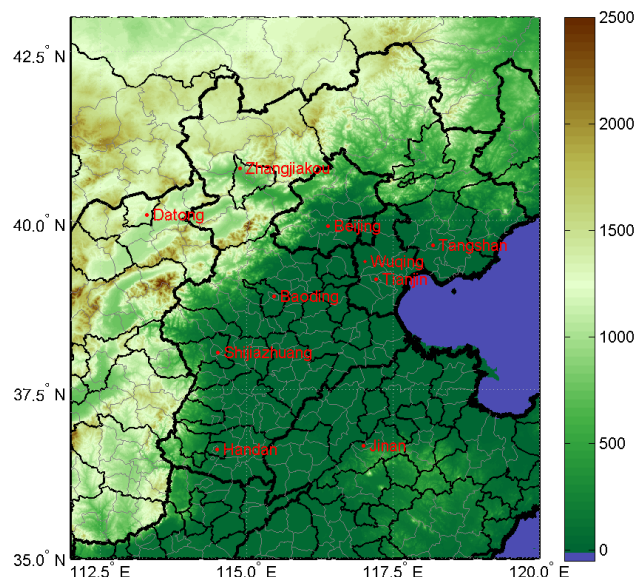 42.5° N
40.0° N
37.5° N
35.0° N
112.5° E
115.0° E
117.5° E
120.0° E
Zhangjiakou
Datong
Beijing
Tangshan
Wuqing
Tianjin
Baoding
Shijiazhuang
Handan
Jinan
2500
2000
1500
1000
500
0